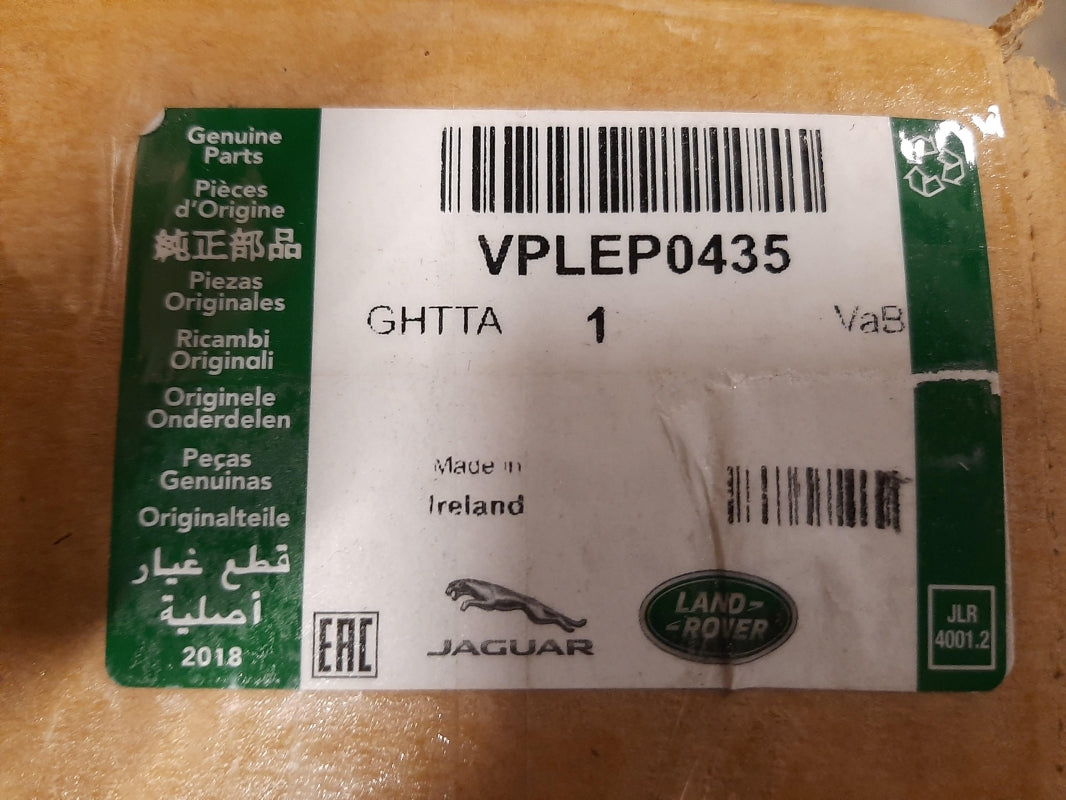 Genuine
Parts
Pièces
d'Origine
純正部品
Piezas
Originales
Ricambi
Originali
Originele
Onderdelen
Peças
Genuinas
Originalteile
قطع غيار
أصلية
2018
VPLEP0435
GHTTA 1 VaB
Made in
Ireland
EAC
JAGUAR
LAND-
-ROVER
JLR
4001.2